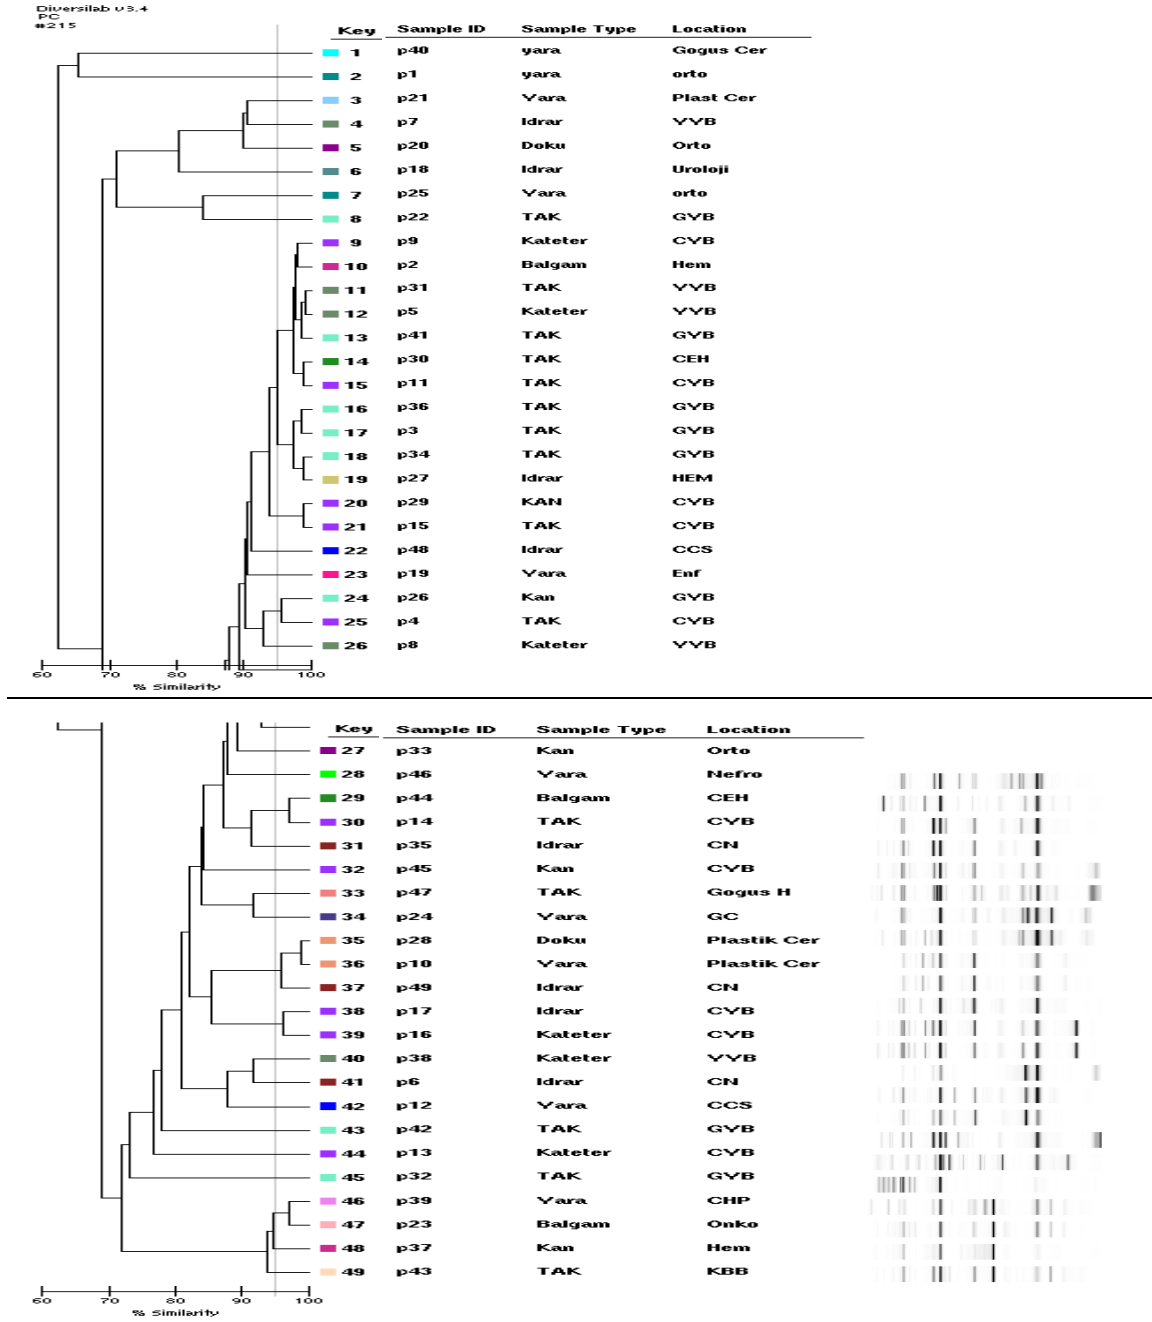 Diversilab v3.4
PC
#215
Key Sample ID Sample Type Location
1 p40 yara Gogus Cer
2 p1 yara orto
3 p21 Yara Plast Cer
4 p7 Idrar YYB
5 p20 Doku Orto
6 p18 Idrar Uroloji
7 p25 Yara orto
8 p22 TAK GYB
9 p9 Kateter CYB
10 p2 Balgam Hem
11 p31 TAK YYB
12 p5 Kateter YYB
13 p41 TAK GYB
14 p30 TAK CEH
15 p11 TAK CYB
16 p36 TAK GYB
17 p3 TAK GYB
18 p34 TAK GYB
19 p27 Idrar HEM
20 p29 KAN CYB
21 p15 TAK CYB
22 p48 Idrar CCS
23 p19 Yara Enf
24 p26 Kan GYB
25 p4 TAK CYB
26 p8 Kateter YYB
60 70 80 90 100
% Similarity
Key Sample ID Sample Type Location
27 p33 Kan Orto
28 p46 Yara Nefro
29 p44 Balgam CEH
30 p14 TAK CYB
31 p35 Idrar CN
32 p45 Kan CYB
33 p47 TAK Gogus H
34 p24 Yara GC
35 p28 Doku Plastik Cer
36 p10 Yara Plastik Cer
37 p49 Idrar CN
38 p17 Idrar CYB
39 p16 Kateter CYB
40 p38 Kateter YYB
41 p6 Idrar CN
42 p12 Yara CCS
43 p42 TAK GYB
44 p13 Kateter CYB
45 p32 TAK GYB
46 p39 Yara CHP
47 p23 Balgam Onko
48 p37 Kan Hem
49 p43 TAK KBB
60 70 80 90 100
% Similarity